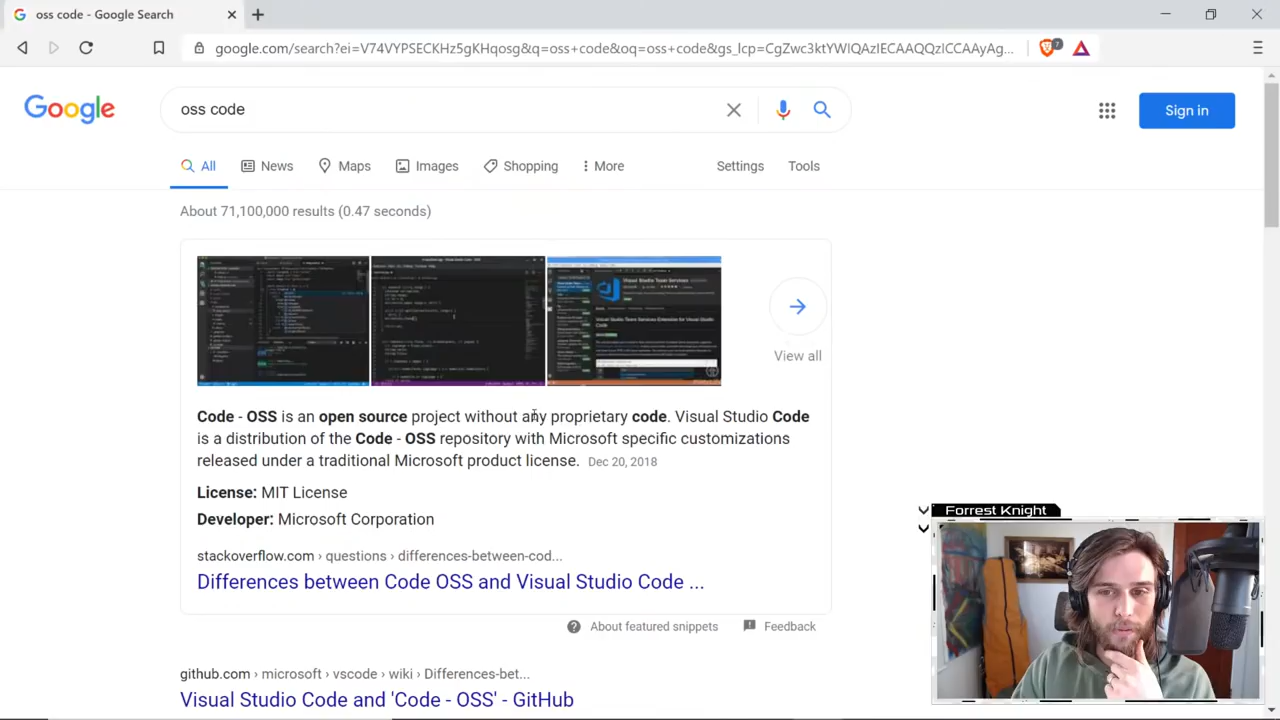 oss code - Google Search
google.com/search?ei=V74VYPSECKHz5gKHqosg&q=oss+code&oq=oss+code&gs_lcp=CgZwc3ktYWIQAzIECAAQQzICCAAyAg...
7
Google
oss code
Sign in
All
News
Maps
Images
Shopping
More
Settings
Tools
About 71,100,000 results (0.47 seconds)
View all
Code - OSS is an open source project without any proprietary code. Visual Studio Code
is a distribution of the Code - OSS repository with Microsoft specific customizations
released under a traditional Microsoft product license. Dec 20, 2018
License: MIT License
Developer: Microsoft Corporation
stackoverflow.com › questions › differences-between-cod...
Differences between Code OSS and Visual Studio Code ...
About featured snippets
Feedback
github.com › microsoft › vscode › wiki › Differences-bet...
Visual Studio Code and 'Code - OSS' - GitHub
Forrest Knight